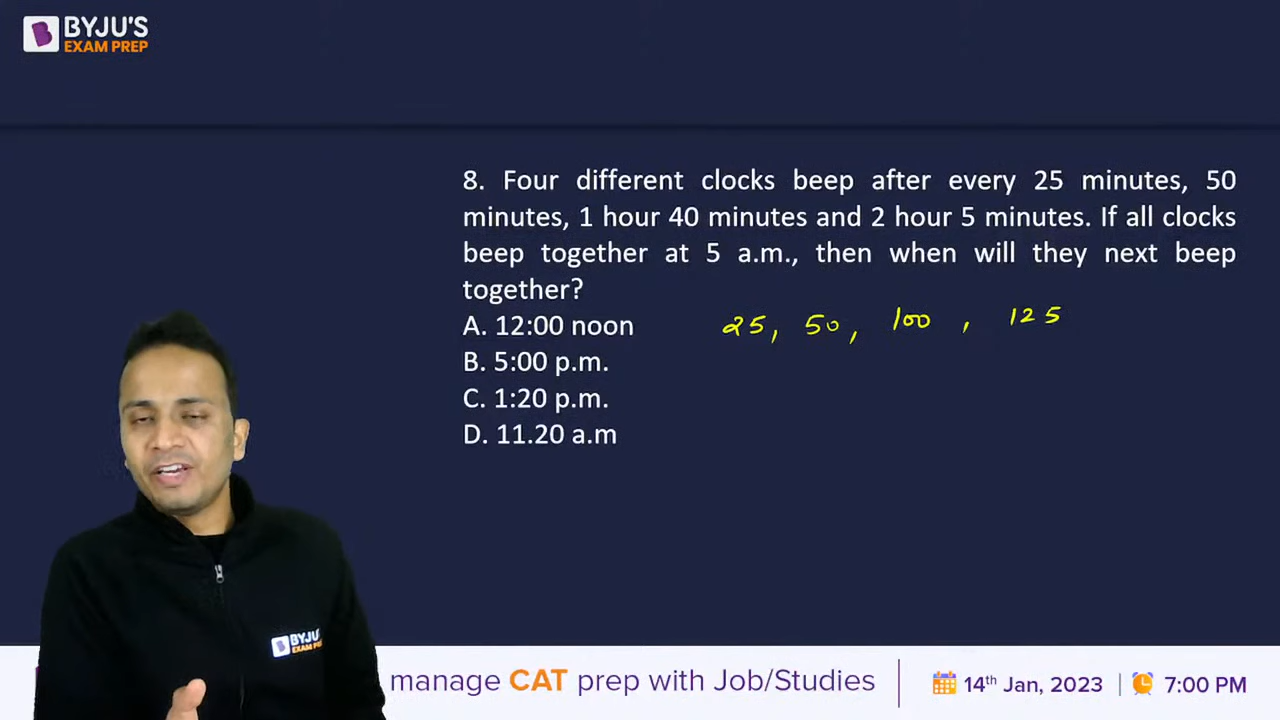 BYJU'S
EXAM PREP
8. Four different clocks beep after every 25 minutes, 50
minutes, 1 hour 40 minutes and 2 hour 5 minutes. If all clocks
beep together at 5 a.m., then when will they next beep
together?
A. 12:00 noon
25, 50, 100, 125
B. 5:00 p.m.
C. 1:20 p.m.
D. 11.20 a.m
BYJU'S
EXAM PREP
manage CAT prep with Job/Studies
14th Jan, 2023
7:00 PM